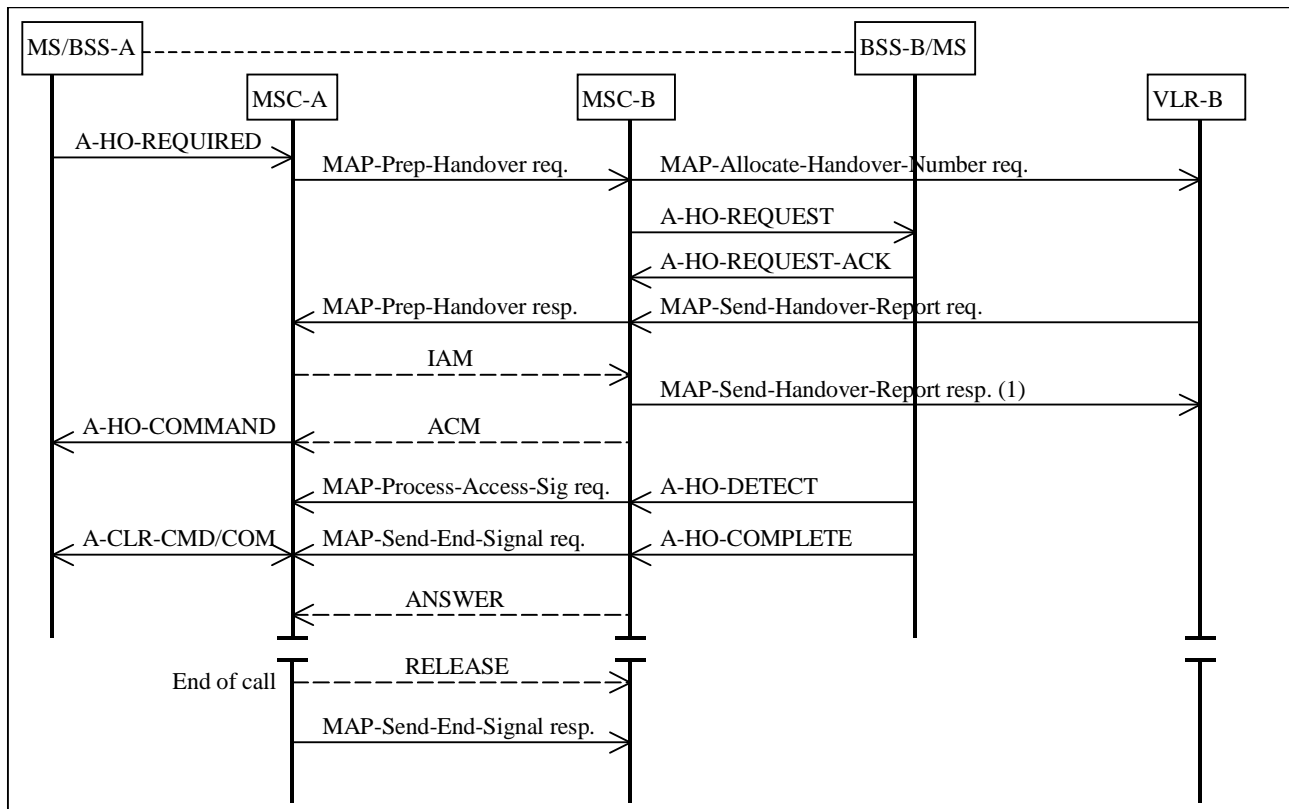 MS/BSS-A
BSS-B/MS
MSC-A
MSC-B
VLR-B
A-HO-REQUIRED
MAP-Prep-Handover req.
MAP-Allocate-Handover-Number req.
A-HO-REQUEST
A-HO-REQUEST-ACK
MAP-Prep-Handover resp.
MAP-Send-Handover-Report req.
IAM
MAP-Send-Handover-Report resp. (1)
A-HO-COMMAND
ACM
MAP-Process-Access-Sig req.
A-HO-DETECT
A-CLR-CMD/COM
MAP-Send-End-Signal req.
A-HO-COMPLETE
ANSWER
End of call
RELEASE
MAP-Send-End-Signal resp.